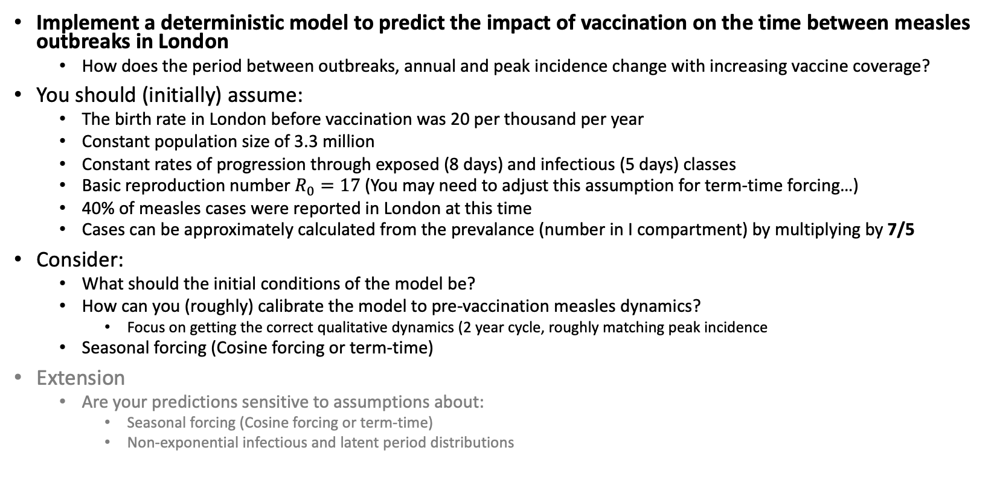 • Implement a deterministic model to predict the impact of vaccination on the time between measles
outbreaks in London
• How does the period between outbreaks, annual and peak incidence change with increasing vaccine coverage?
• You should (initially) assume:
• The birth rate in London before vaccination was 20 per thousand per year
• Constant population size of 3.3 million
• Constant rates of progression through exposed (8 days) and infectious (5 days) classes
• Basic reproduction number R₀ = 17 (You may need to adjust this assumption for term-time forcing...)
• 40% of measles cases were reported in London at this time
• Cases can be approximately calculated from the prevalance (number in I compartment) by multiplying by 7/5
• Consider:
• What should the initial conditions of the model be?
• How can you (roughly) calibrate the model to pre-vaccination measles dynamics?
• Focus on getting the correct qualitative dynamics (2 year cycle, roughly matching peak incidence
• Seasonal forcing (Cosine forcing or term-time)
• Extension
• Are your predictions sensitive to assumptions about:
• Seasonal forcing (Cosine forcing or term-time)
• Non-exponential infectious and latent period distributions